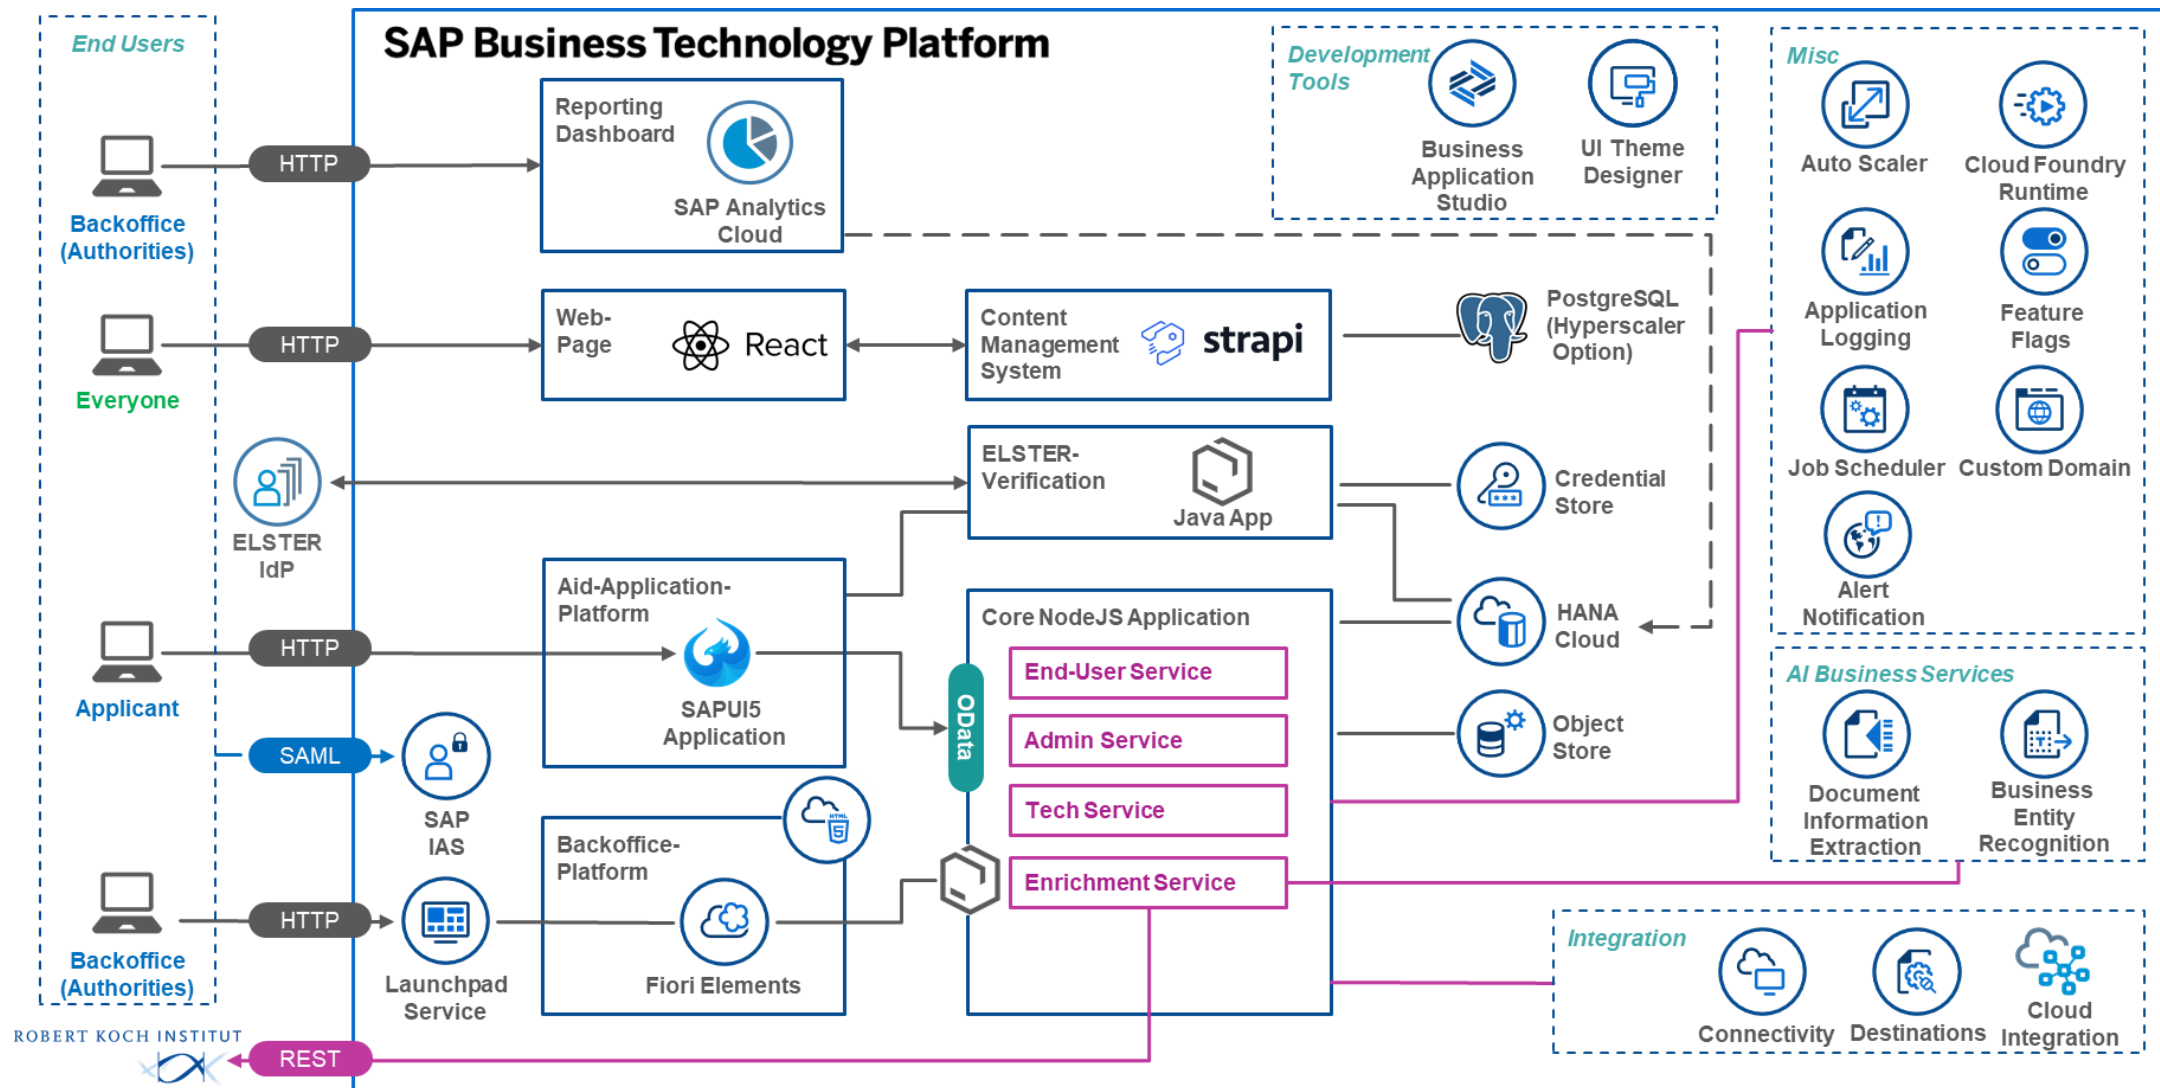 End Users
SAP Business Technology Platform
Backoffice
(Authorities)
HTTP
Reporting
Dashboard
SAP Analytics
Cloud
Development
Tools
Business
Application
Studio
UI Theme
Designer
Misc
Auto Scaler
Cloud Foundry
Runtime
Application
Logging
Feature
Flags
Job Scheduler
Custom Domain
Alert
Notification
Everyone
HTTP
Web-
Page
React
Content
Management
System
strapi
PostgreSQL
(Hyperscaler
Option)
ELSTER
IdP
ELSTER-
Verification
Java App
Credential
Store
Applicant
HTTP
Aid-Application-
Platform
SAPUI5
Application
OData
Core NodeJS Application
End-User Service
Admin Service
Tech Service
Enrichment Service
HANA
Cloud
Object
Store
AI Business Services
Document
Information
Extraction
T
Business
Entity
Recognition
SAML
SAP
IAS
Backoffice
(Authorities)
HTTP
Launchpad
Service
Backoffice-
Platform
HTML
5
Fiori Elements
Integration
Connectivity
Destinations
Cloud
Integration
ROBERT KOCH INSTITUT
REST